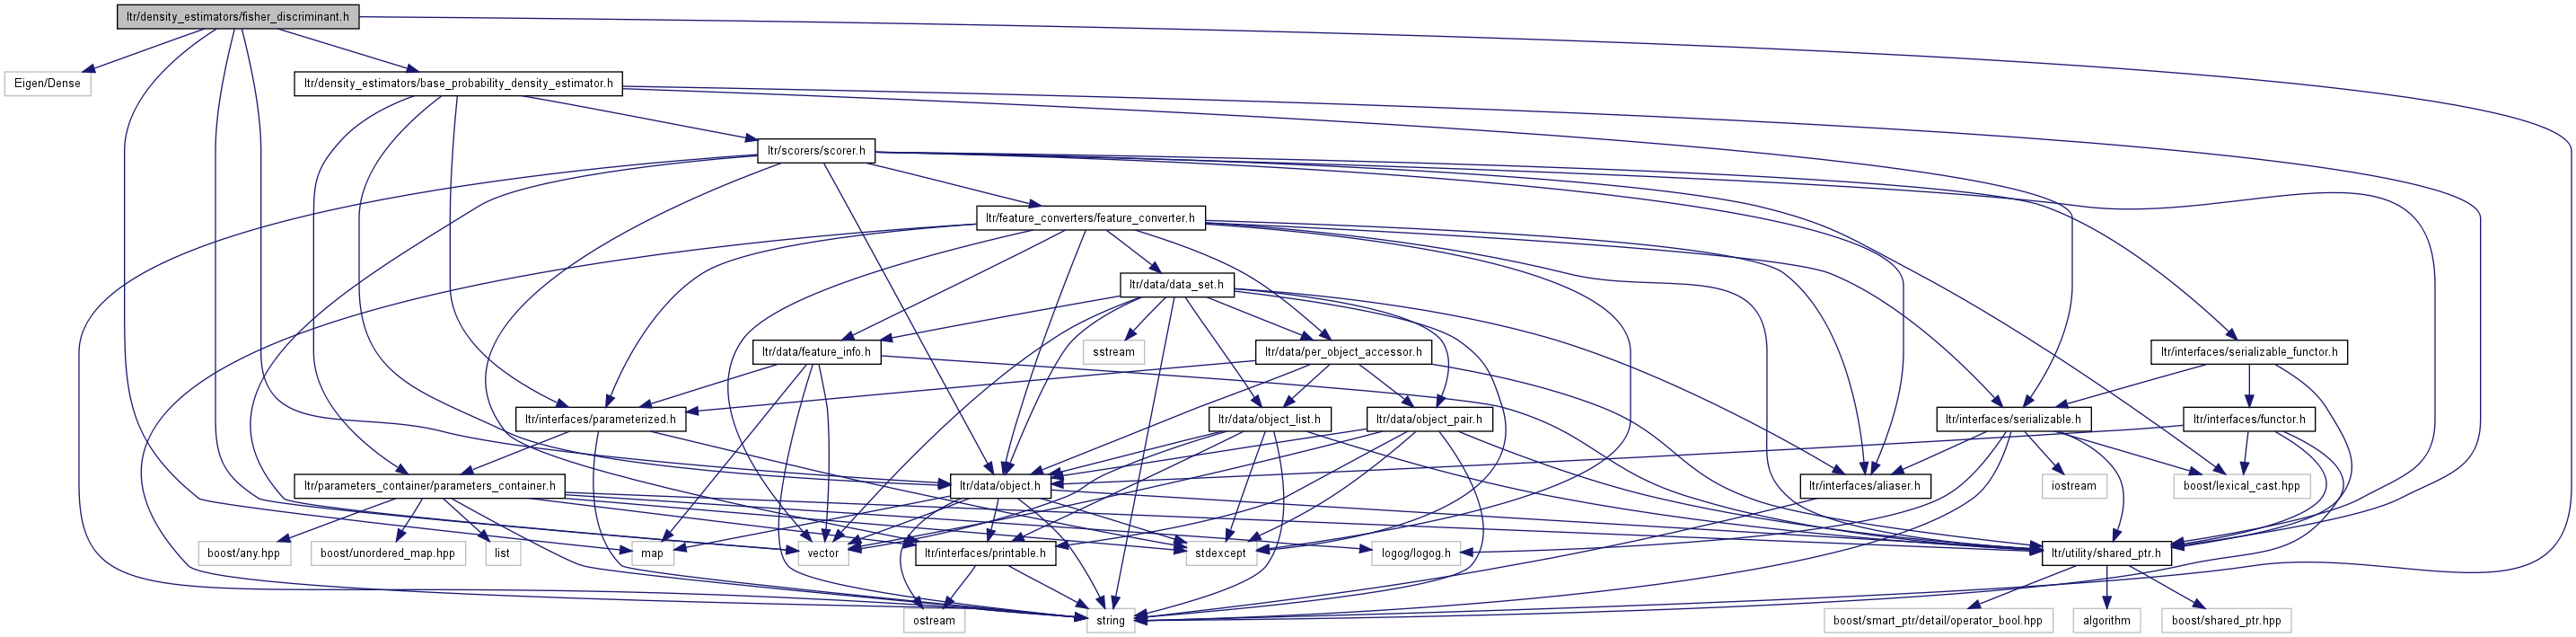 ltr/density_estimators/fisher_discriminant.h
Eigen/Dense
ltr/density_estimators/base_probability_density_estimator.h
ltr/scorers/scorer.h
ltr/feature_converters/feature_converter.h
ltr/data/data_set.h
ltr/data/feature_info.h
sstream
ltr/data/per_object_accessor.h
ltr/interfaces/serializable_functor.h
ltr/interfaces/parameterized.h
ltr/data/object_list.h
ltr/data/object_pair.h
ltr/interfaces/serializable.h
ltr/interfaces/functor.h
ltr/parameters_container/parameters_container.h
ltr/data/object.h
ltr/interfaces/aliaser.h
iostream
boost/lexical_cast.hpp
boost/any.hpp
boost/unordered_map.hpp
list
map
vector
ltr/interfaces/printable.h
stdexcept
logog/logog.h
ltr/utility/shared_ptr.h
ostream
string
boost/smart_ptr/detail/operator_bool.hpp
algorithm
boost/shared_ptr.hpp